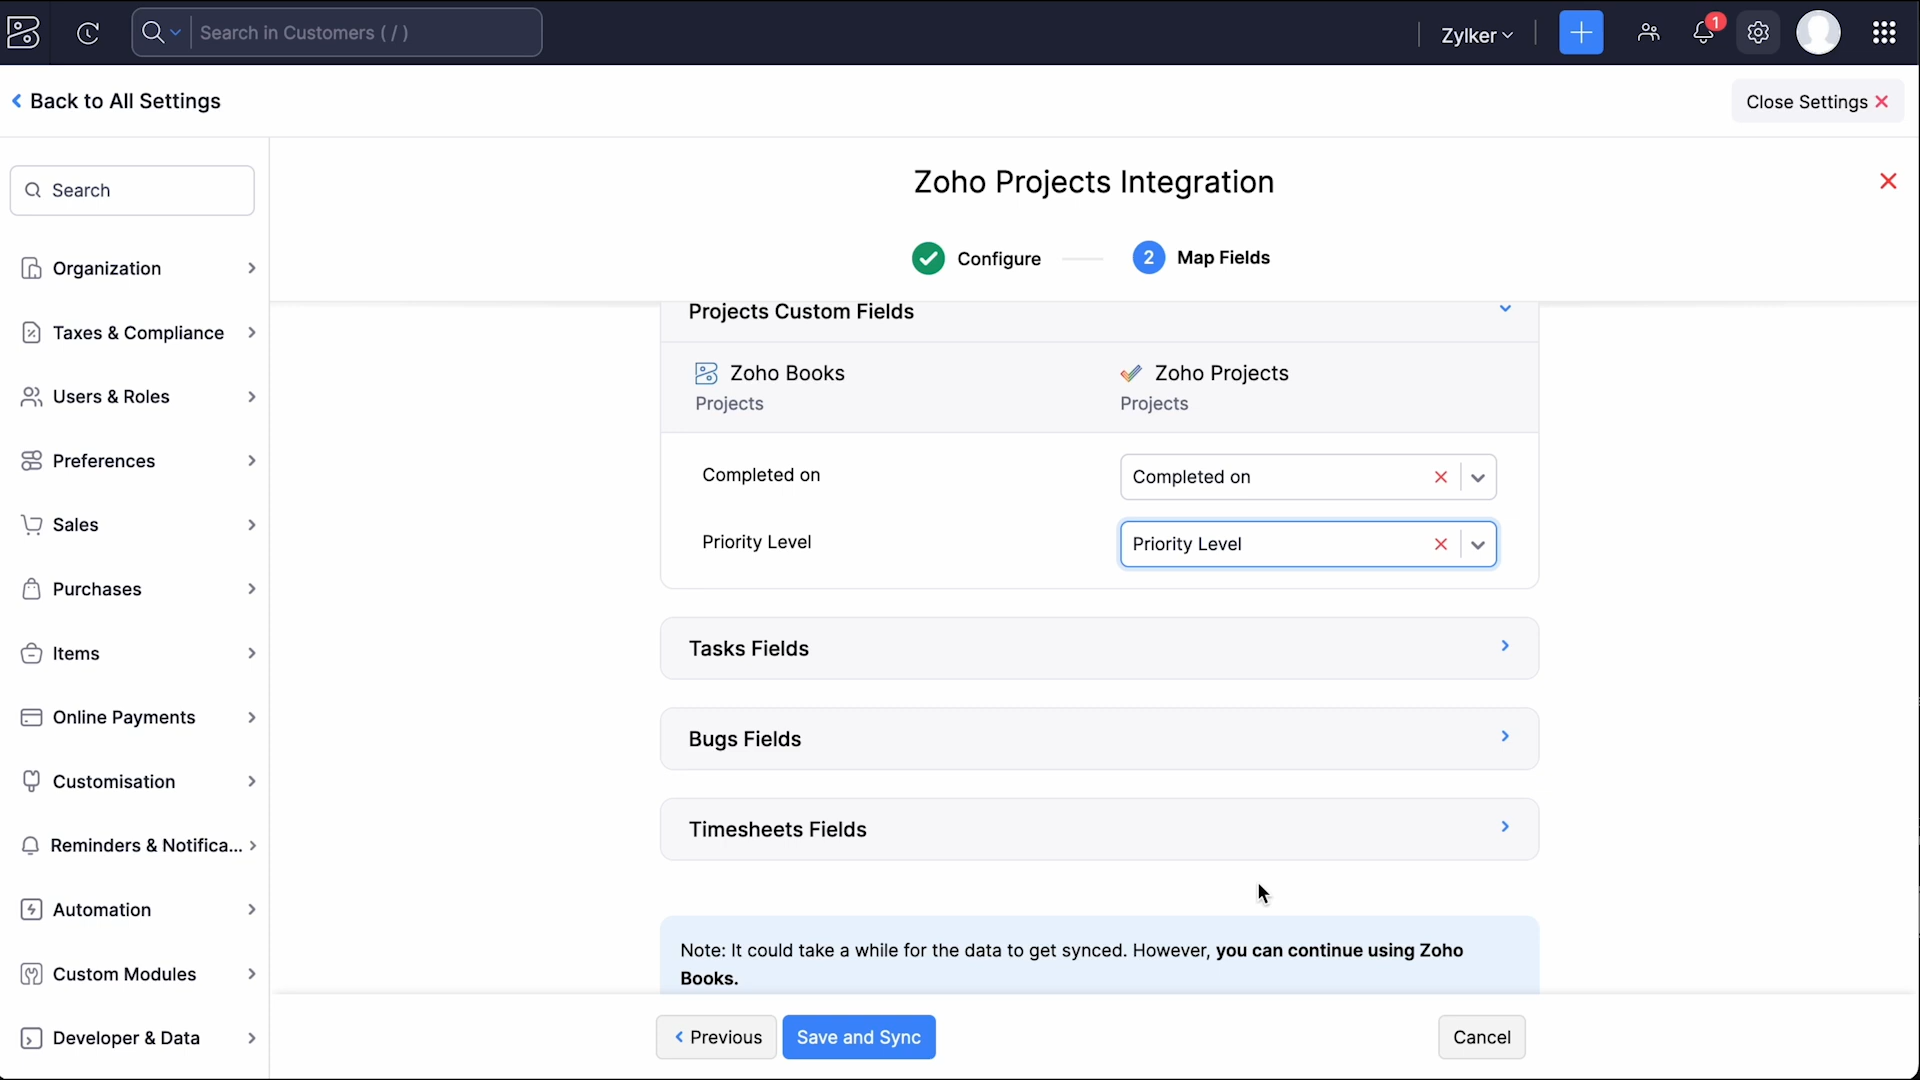 Search in Customers ( / )
Zylker
1
Back to All Settings
Close Settings
Search
Organization
Taxes & Compliance
Users & Roles
Preferences
Sales
Purchases
Items
Online Payments
Customisation
Reminders & Notifica...
Automation
Custom Modules
Developer & Data
Zoho Projects Integration
Configure
2 Map Fields
Projects Custom Fields
Zoho Books
Projects
Zoho Projects
Projects
Completed on
Completed on
Priority Level
Priority Level
Tasks Fields
Bugs Fields
Timesheets Fields
Note: It could take a while for the data to get synced. However, you can continue using Zoho
Books.
Previous
Save and Sync
Cancel